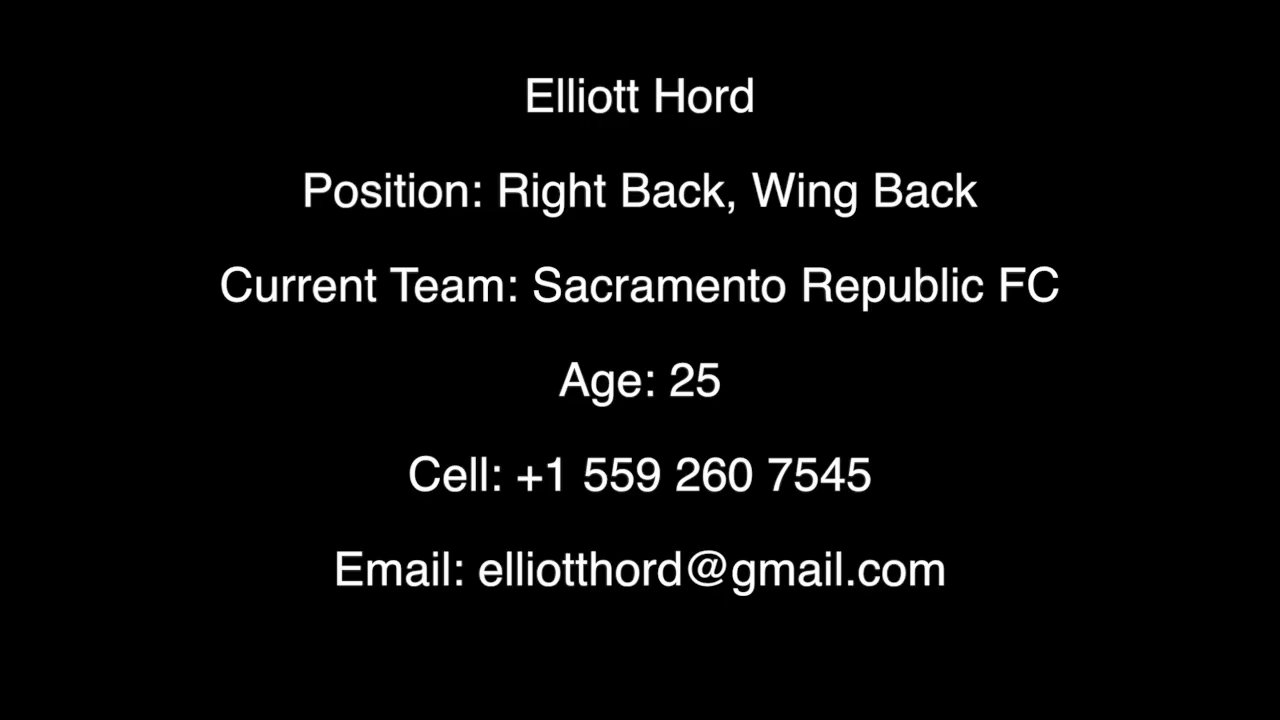 Elliott Hord
Position: Right Back, Wing Back
Current Team: Sacramento Republic FC
Age: 25
Cell: +1 559 260 7545
Email: elliotthord@gmail.com